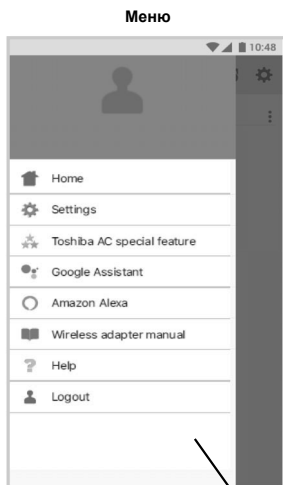 Меню
10:48
Home
Settings
Toshiba AC special feature
Google Assistant
Amazon Alexa
Wireless adapter manual
Help
Logout